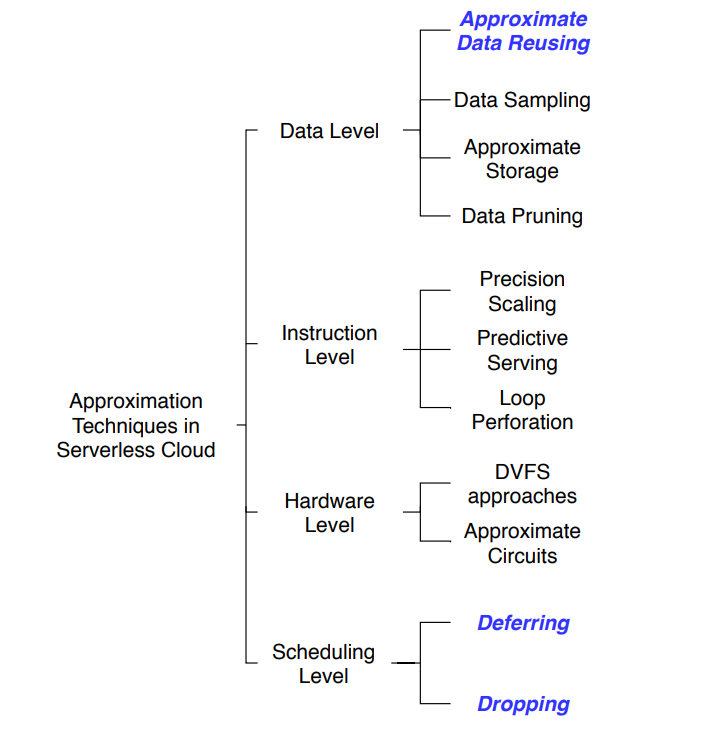 Approximate
Data Reusing
Data Sampling
Data Level
Approximate
Storage
Data Pruning
Precision
Scaling
Instruction
Level
Predictive
Serving
Loop
Perforation
Approximation
Techniques in
Serverless Cloud
DVFS
approaches
Hardware
Level
Approximate
Circuits
Deferring
Scheduling
Level
Dropping